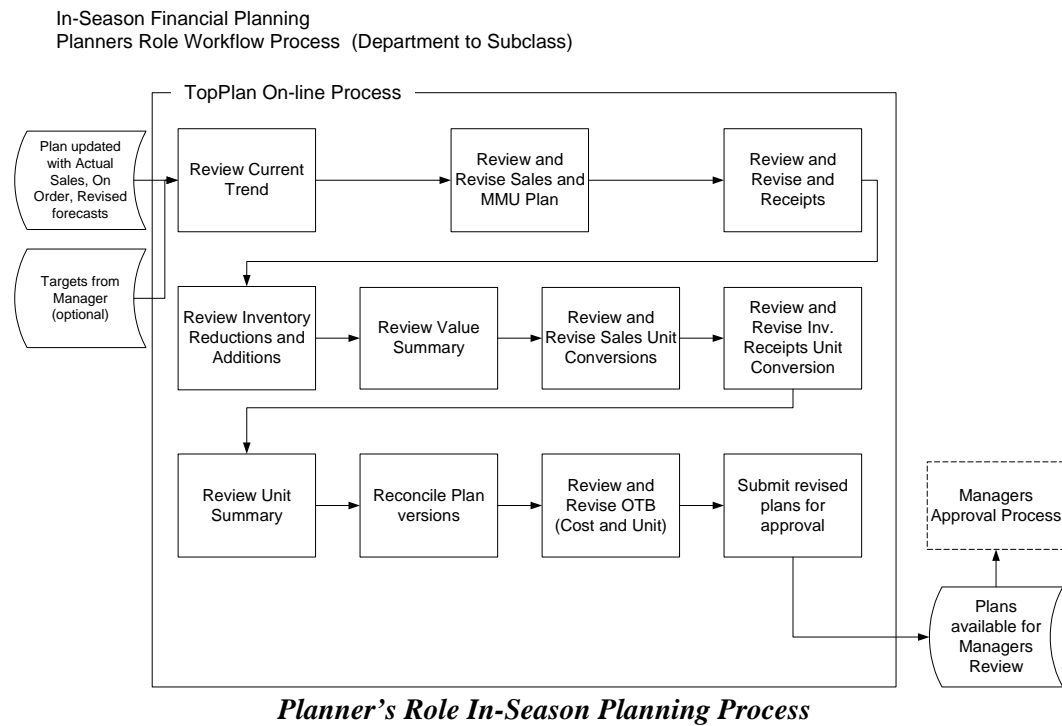 In-Season Financial Planning
Planners Role Workflow Process (Department to Subclass)
TopPlan On-line Process
Plan updated
with Actual
Sales, On
Order, Revised
forecasts
Targets from
Manager
(optional)
Review Current
Trend
Review and
Revise Sales and
MMU Plan
Review and
Revise and
Receipts
Review Inventory
Reductions and
Additions
Review Value
Summary
Review and
Revise Sales Unit
Conversions
Review and
Revise Inv.
Receipts Unit
Conversion
Review Unit
Summary
Reconcile Plan
versions
Review and
Revise OTB
(Cost and Unit)
Submit revised
plans for
approval
Managers
Approval Process
Plans
available for
Managers
Review
Planner's Role In-Season Planning Process